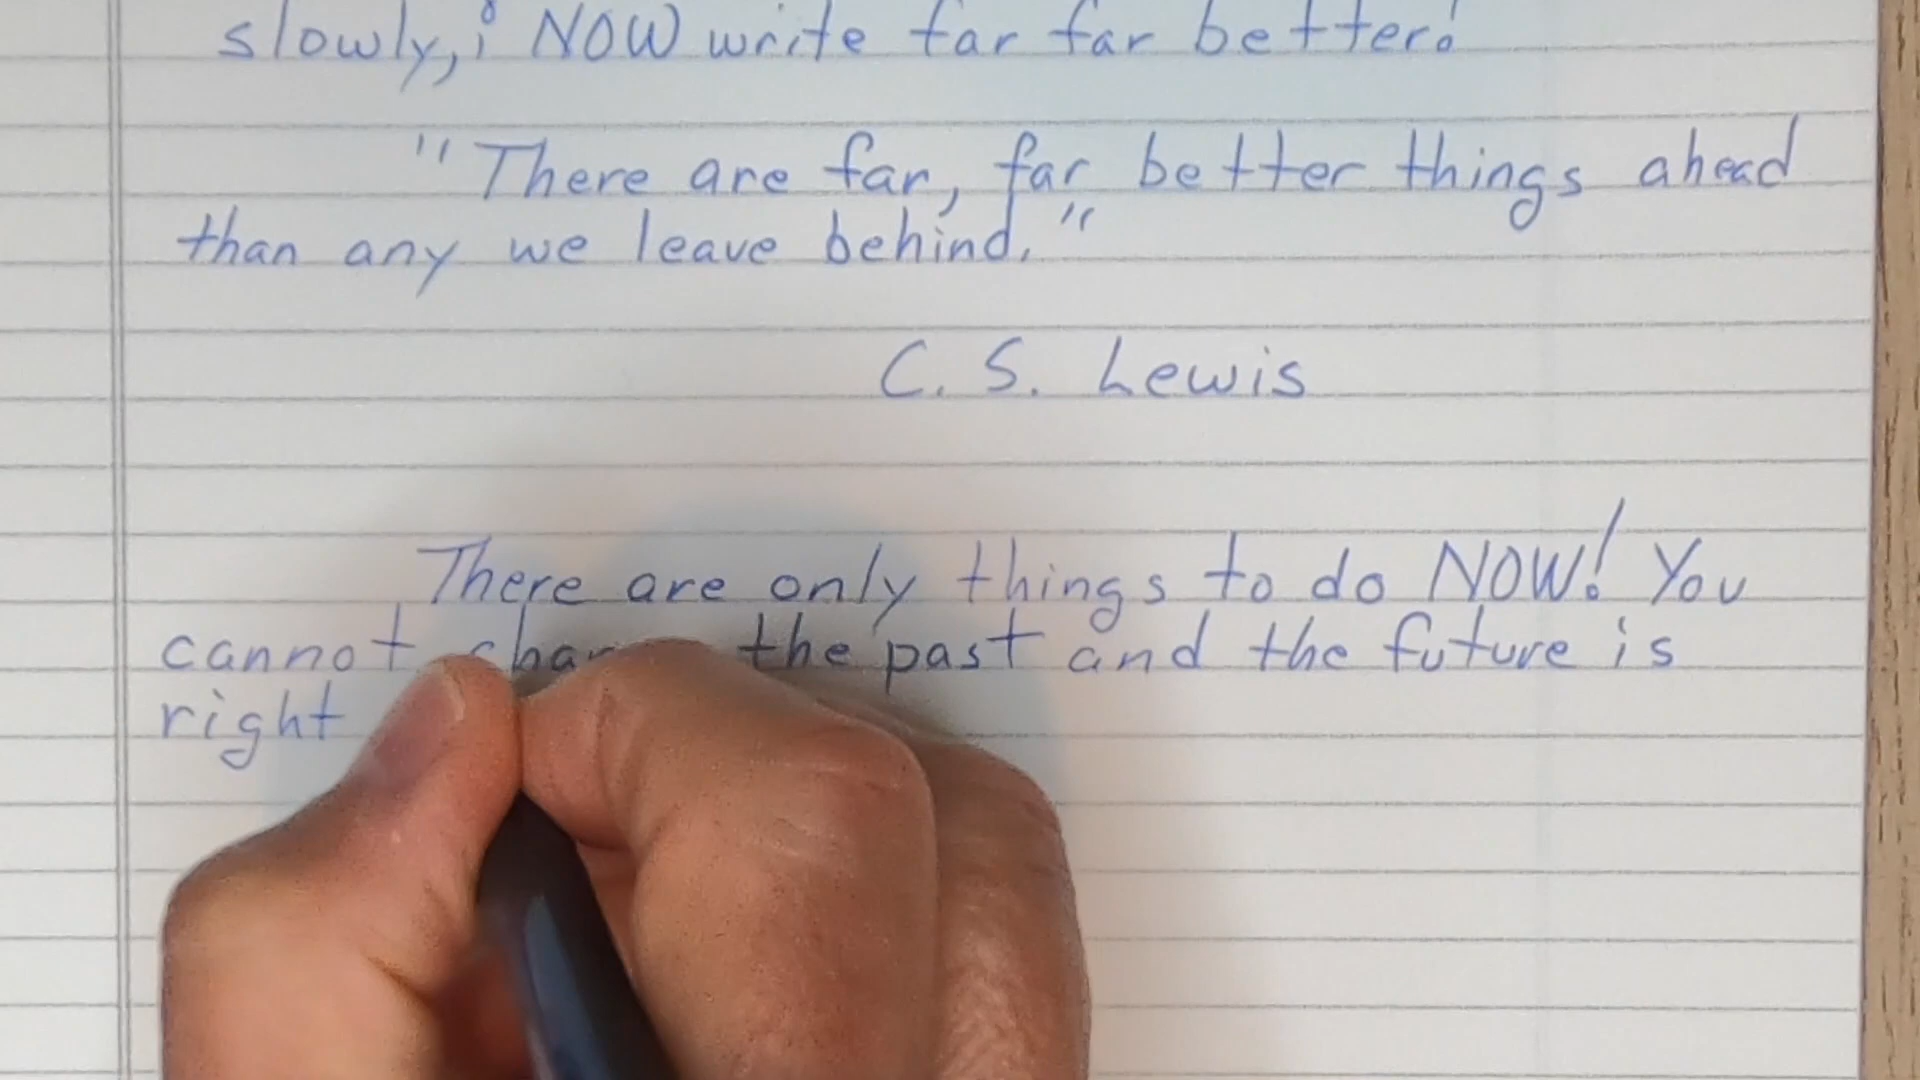 slowly, i NOW write far far better!
"There are far, far better things ahead
than any we leave behind."
C. S. Lewis
There are only things to do NOW! You
cannot the past and the future is
right